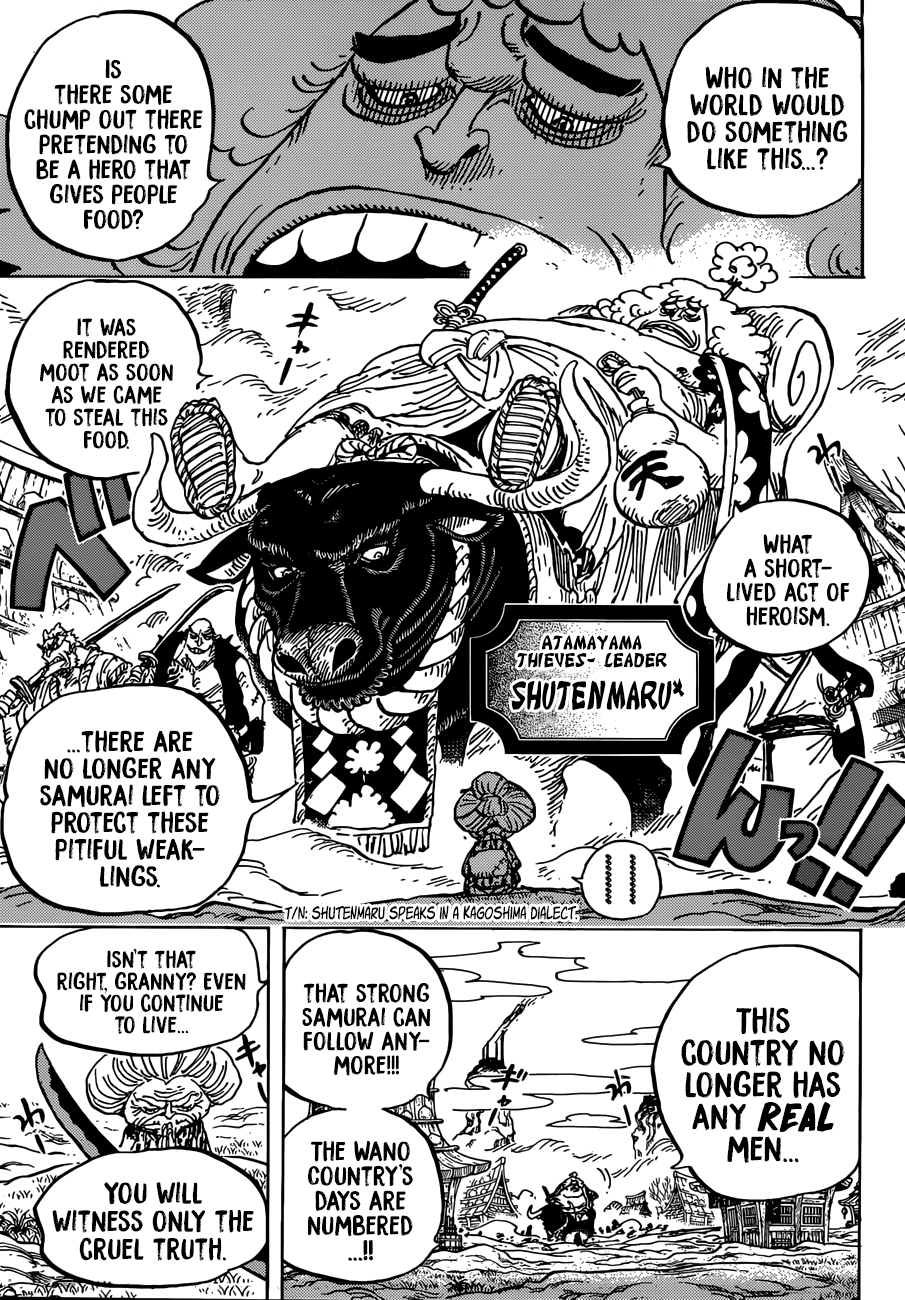 WHO IN THE
WORLD WOULD
DO SOMETHING
LIKE THIS...?
IS
THERE SOME
CHUMP OUT THERE
PRETENDING TO
BE A HERO THAT
GIVES PEOPLE
FOOD?
IT WAS
RENDERED
MOOT AS SOON
AS WE CAME
TO STEAL THIS
FOOD.
天
WHAT
A SHORT-
LIVED ACT OF
HEROISM.
ATAMAYAMA
THIEVES- LEADER
SHUTENMARU*
べ
んっ!!
...THERE ARE
NO LONGER ANY
SAMURAI LEFT TO
PROTECT THESE
PITIFUL WEAK-
LINGS.
T/N: SHUTENMARU SPEAKS IN A KAGOSHIMA DIALECT.
THIS
COUNTRY NO
LONGER HAS
ANY REAL
MEN...
THAT STRONG
SAMURAI CAN
FOLLOW ANY-
MORE!!!
THE WANO
COUNTRY'S
DAYS ARE
NUMBERED
...!!
ISN'T THAT
RIGHT, GRANNY? EVEN
IF YOU CONTINUE
TO LIVE...
YOU WILL
WITNESS ONLY THE
CRUEL TRUTH.